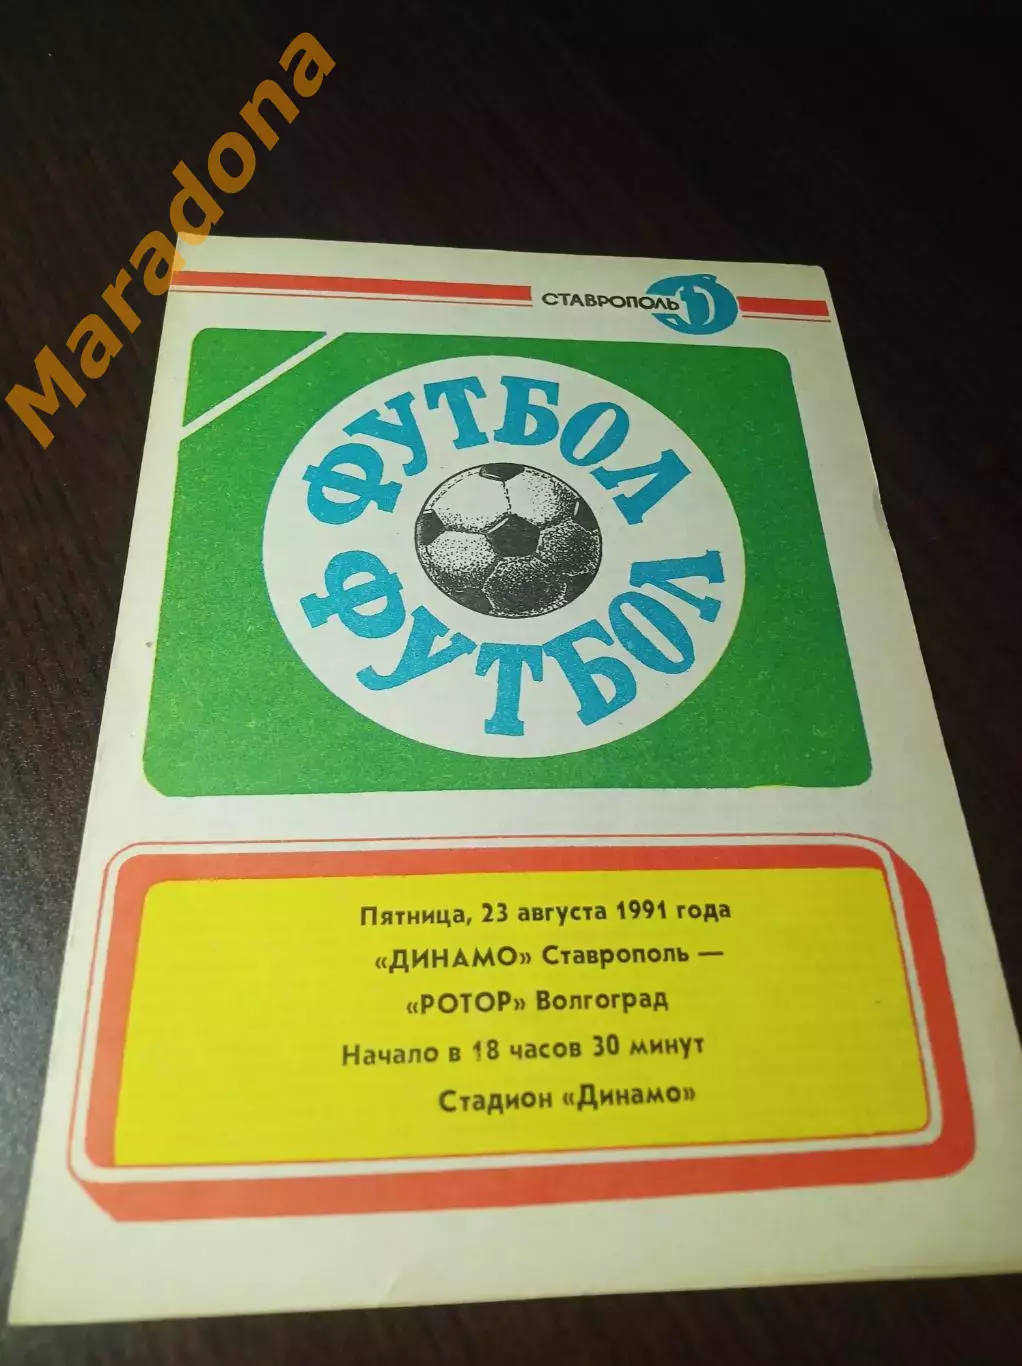 Maradona
СТАВРОПОЛЬ Д
ФУТБОЛ
ФУТБОЛ
Пятница, 23 августа 1991 года
«ДИНАМО» Ставрополь —
«РОТОР» Волгоград
Начало в 18 часов 30 минут
Стадион «Динамо»